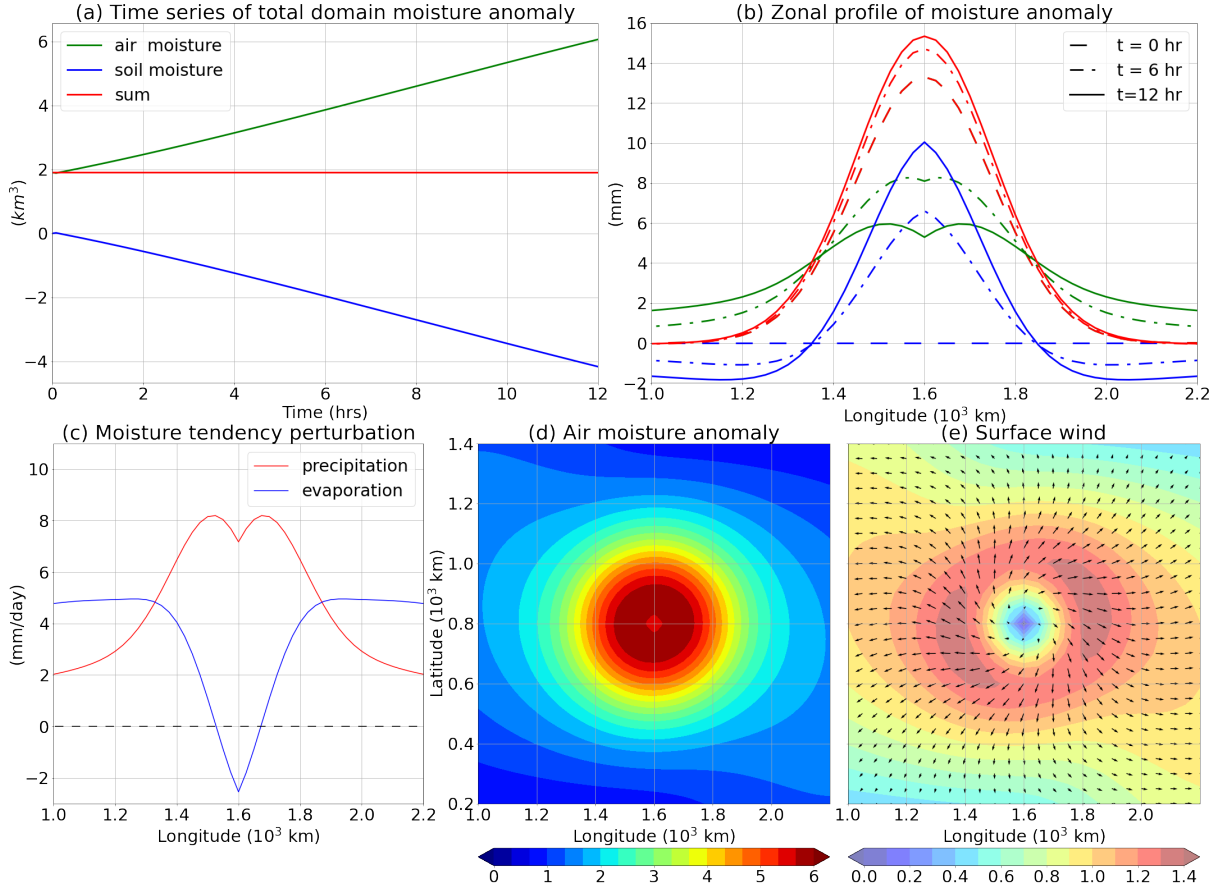 (a) Time series of total domain moisture anomaly
6
4
2
0
−2
−4
(km³)
air  moisture
soil moisture
sum
0 2 4 6 8 10 12
Time (hrs)
(b) Zonal profile of moisture anomaly
16
14
12
10
8
6
4
2
0
−2
(mm)
t = 0 hr
t = 6 hr
t=12 hr
1.0 1.2 1.4 1.6 1.8 2.0 2.2
Longitude (10³ km)
(c) Moisture tendency perturbation
10
8
6
4
2
0
−2
(mm/day)
precipitation
evaporation
1.0 1.2 1.4 1.6 1.8 2.0 2.2
Longitude (10³ km)
(d) Air moisture anomaly
1.4
1.2
1.0
0.8
0.6
0.4
0.2
Latitude (10³ km)
1.0 1.2 1.4 1.6 1.8 2.0
Longitude (10³ km)
0 1 2 3 4 5 6
(e) Surface wind
1.0 1.2 1.4 1.6 1.8 2.0
Longitude (10³ km)
0.0 0.2 0.4 0.6 0.8 1.0 1.2 1.4